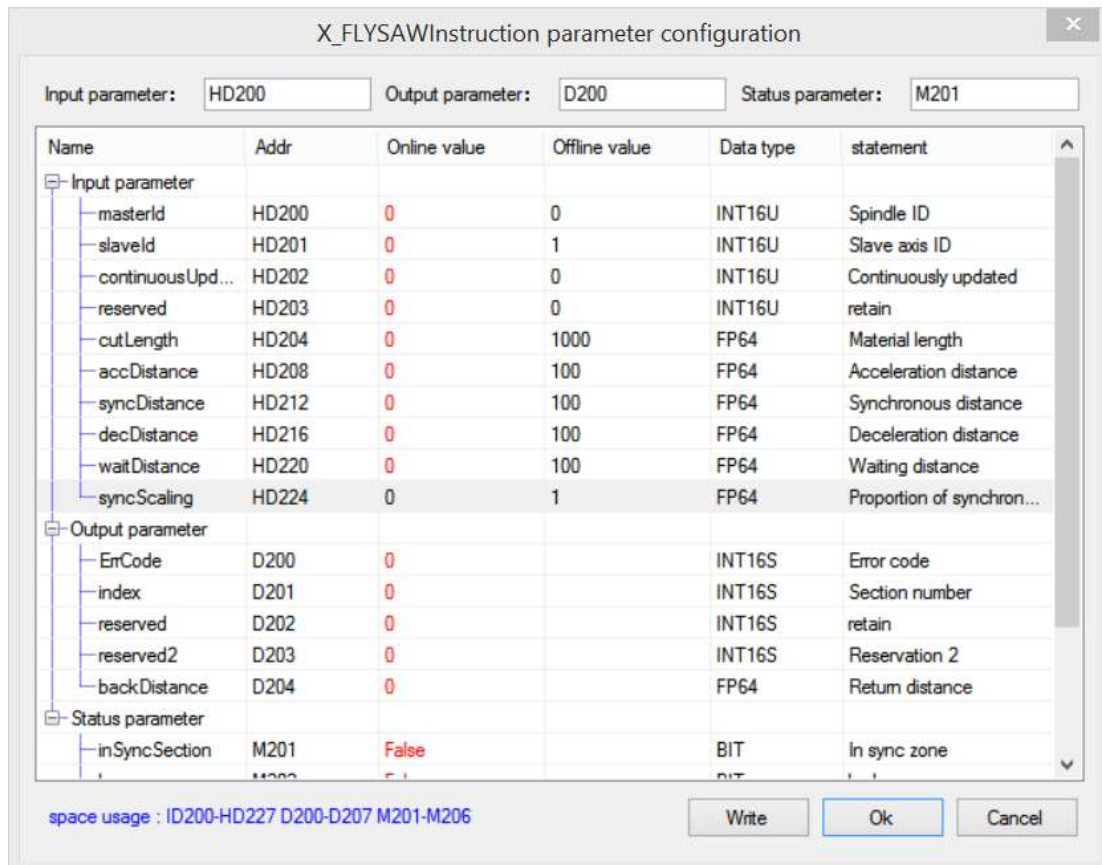 X_FLYSAWInstruction parameter configuration
Input parameter: HD200 Output parameter: D200 Status parameter: M201
Name Addr Online value Offline value Data type statement
Input parameter
masterId HD200 0 0 INT16U Spindle ID
slaveId HD201 0 1 INT16U Slave axis ID
continuousUpd... HD202 0 0 INT16U Continuously updated
reserved HD203 0 0 INT16U retain
cutLength HD204 0 1000 FP64 Material length
accDistance HD208 0 100 FP64 Acceleration distance
syncDistance HD212 0 100 FP64 Synchronous distance
decDistance HD216 0 100 FP64 Deceleration distance
waitDistance HD220 0 100 FP64 Waiting distance
syncScaling HD224 0 1 FP64 Proportion of synchron...
Output parameter
ErrCode D200 0 INT16S Error code
index D201 0 INT16S Section number
reserved D202 0 INT16S retain
reserved2 D203 0 INT16S Reservation 2
backDistance D204 0 FP64 Return distance
Status parameter
inSyncSection M201 False BIT In sync zone
space usage : ID200-HD227 D200-D207 M201-M206
Write Ok Cancel